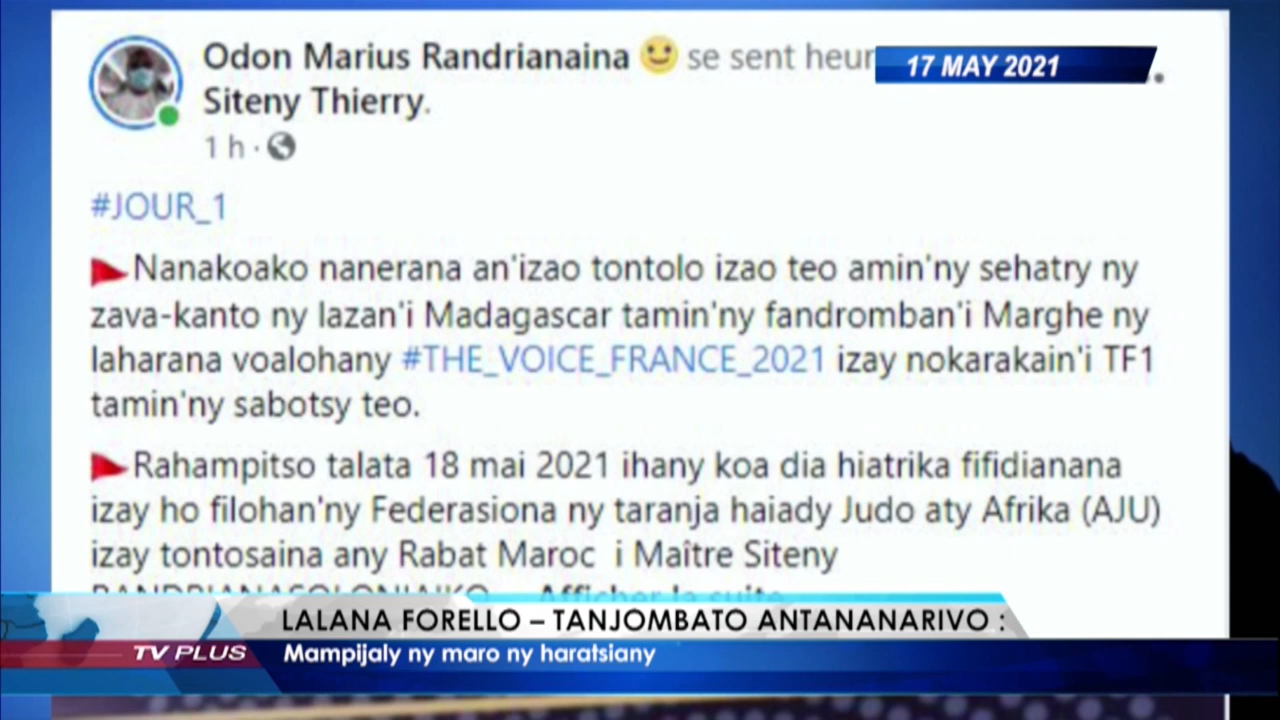 Odon Marius Randrianaina se sent heur
17 MAY 2021
Siteny Thierry.
1 h ·
#JOUR_1
Nanakoako nanerana an'izao tontolo izao teo amin'ny sehatry ny
zava-kanto ny lazan'i Madagascar tamin'ny fandromban'i Marghe ny
laharana voalohany #THE_VOICE_FRANCE_2021 izay nokarakain'i TF1
tamin'ny sabotsy teo.
Rahampitso talata 18 mai 2021 ihany koa dia hiatrika fifidianana
izay ho filohan'ny Federasiona ny taranja haiady Judo aty Afrika (AJU)
izay tontosaina any Rabat Maroc i Maître Siteny
Afficher la suite
LALANA FORELLO – TANJOMBATO ANTANANARIVO :
TV PLUS
Mampijaly ny maro ny haratsiany